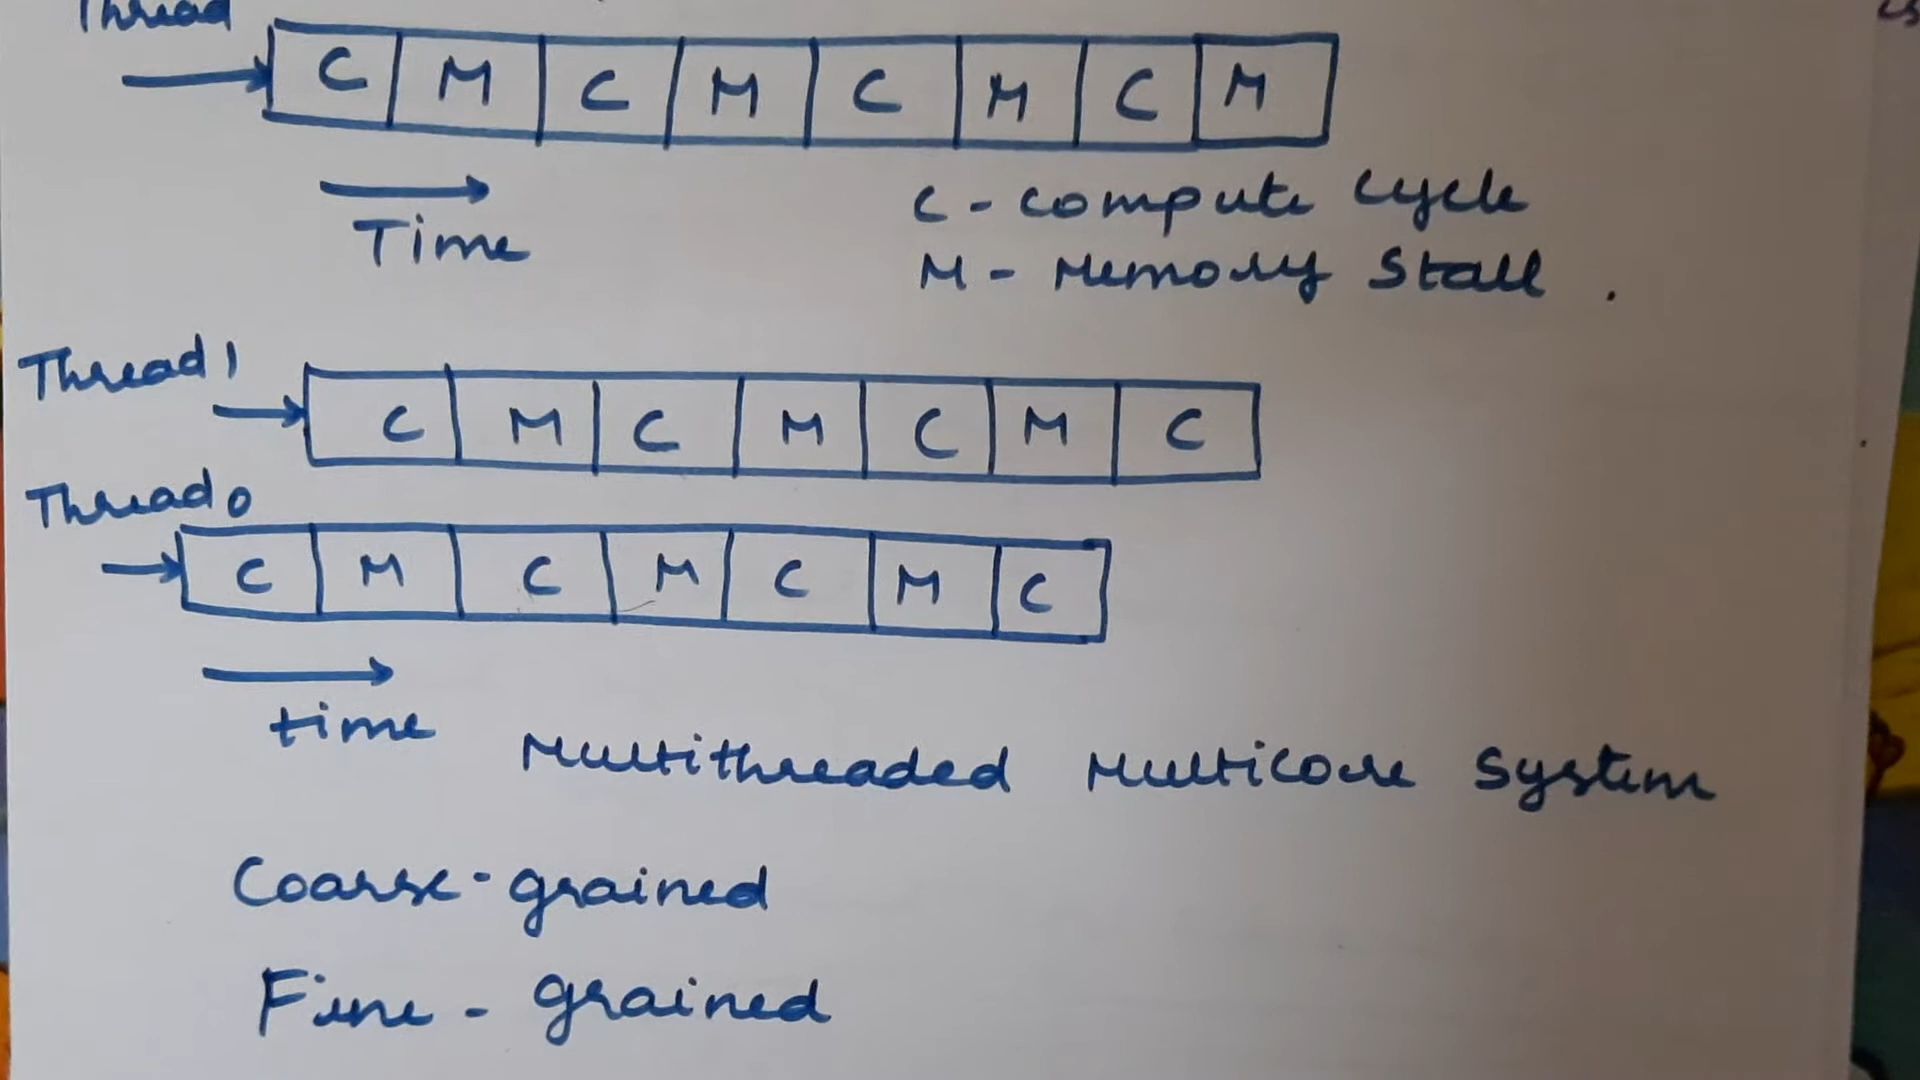 Thread
C M C M C M C M
Time
C - compute cycle
M - Memory Stall .
Thread 1
C M C M C M C
Thread 0
C M C M C M C
time
Multithreaded Multicore System
Coarse-grained
Fine-grained